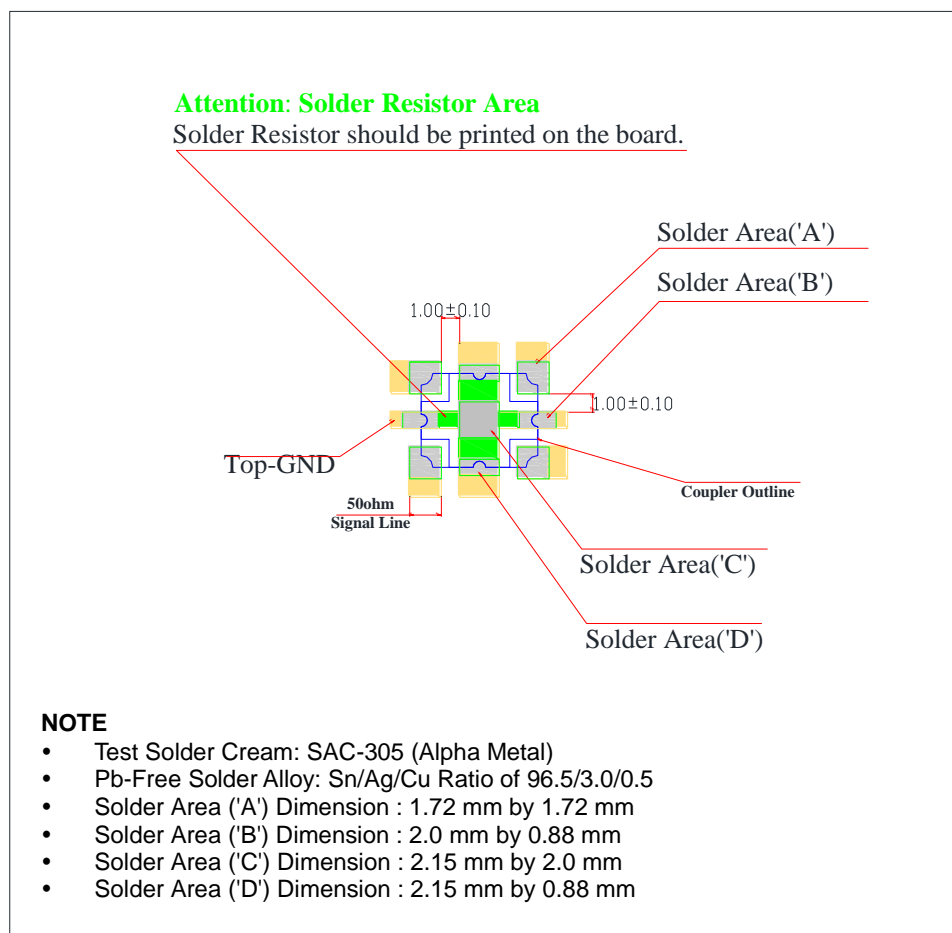 Attention: Solder Resistor Area
Solder Resistor should be printed on the board.
Solder Area('A')
Solder Area('B')
1.00±0.10
1.00±0.10
Top-GND
50ohm
Signal Line
Coupler Outline
Solder Area('C')
Solder Area('D')
NOTE
• Test Solder Cream: SAC-305 (Alpha Metal)
• Pb-Free Solder Alloy: Sn/Ag/Cu Ratio of 96.5/3.0/0.5
• Solder Area ('A') Dimension : 1.72 mm by 1.72 mm
• Solder Area ('B') Dimension : 2.0 mm by 0.88 mm
• Solder Area ('C') Dimension : 2.15 mm by 2.0 mm
• Solder Area ('D') Dimension : 2.15 mm by 0.88 mm